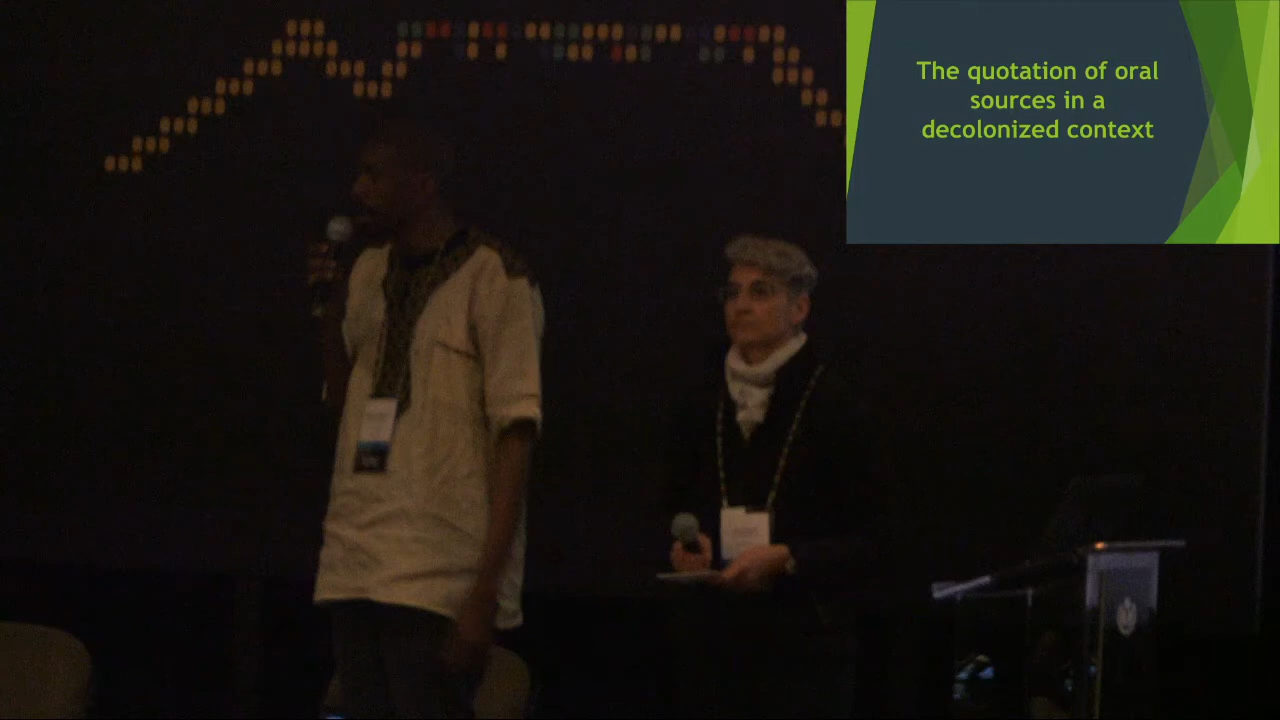 The quotation of oral
sources in a
decolonized context